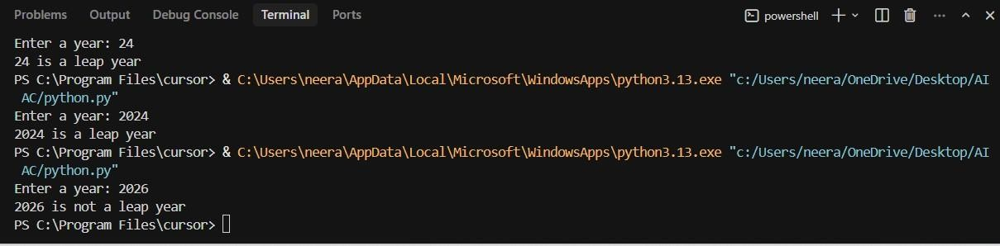 Problems Output Debug Console Terminal Ports powershell
Enter a year: 24
24 is a leap year
PS C:\Program Files\cursor> & C:\Users\neera\AppData\Local\Microsoft\WindowsApps\python3.13.exe "c:/Users/neera/OneDrive/Desktop/AI
AC/python.py"
Enter a year: 2024
2024 is a leap year
PS C:\Program Files\cursor> & C:\Users\neera\AppData\Local\Microsoft\WindowsApps\python3.13.exe "c:/Users/neera/OneDrive/Desktop/AI
AC/python.py"
Enter a year: 2026
2026 is not a leap year
PS C:\Program Files\cursor>